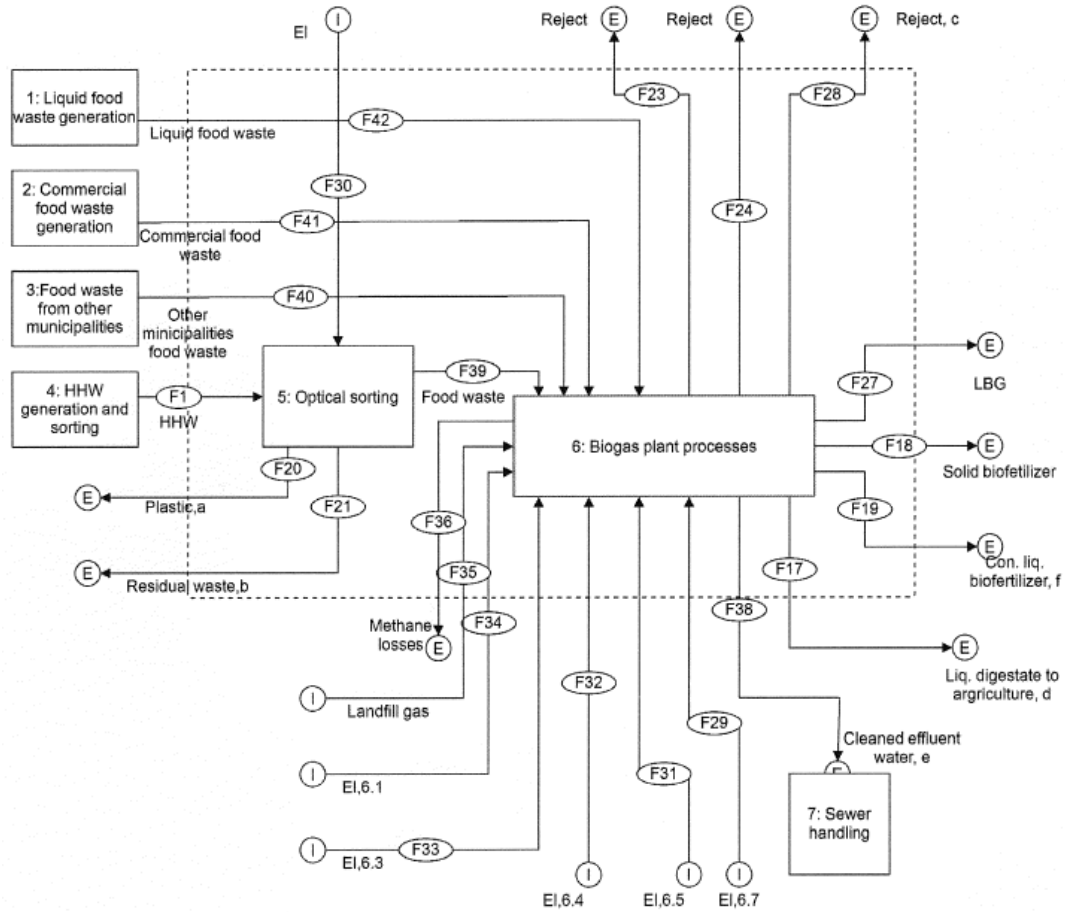 EI
I
Reject
E
Reject
E
E
Reject, c
1: Liquid food
waste generation
F42
Liquid food waste
F23
F28
2: Commercial
food waste
generation
F30
F41
Commercial food
waste
F24
3:Food waste
from other
municipalities
F40
Other
minicipalities
food waste
4: HHW
generation and
sorting
F1
HHW
5: Optical sorting
F39
Food waste
6: Biogas plant processes
F27
E
LBG
F18
E
Solid biofetilizer
F19
E
Con. liq.
biofertilizer, f
F20
E
Plastic,a
F21
E
Residual waste,b
F36
F35
F34
Methane
losses
E
F17
F38
E
Liq. digestate to
argriculture, d
F32
I
Landfill gas
F29
Cleaned effluent
water, e
E
I
EI,6.1
F31
7: Sewer
handling
I
EI,6.3
F33
EI,6.4
I
EI,6.5
I
I
EI,6.7